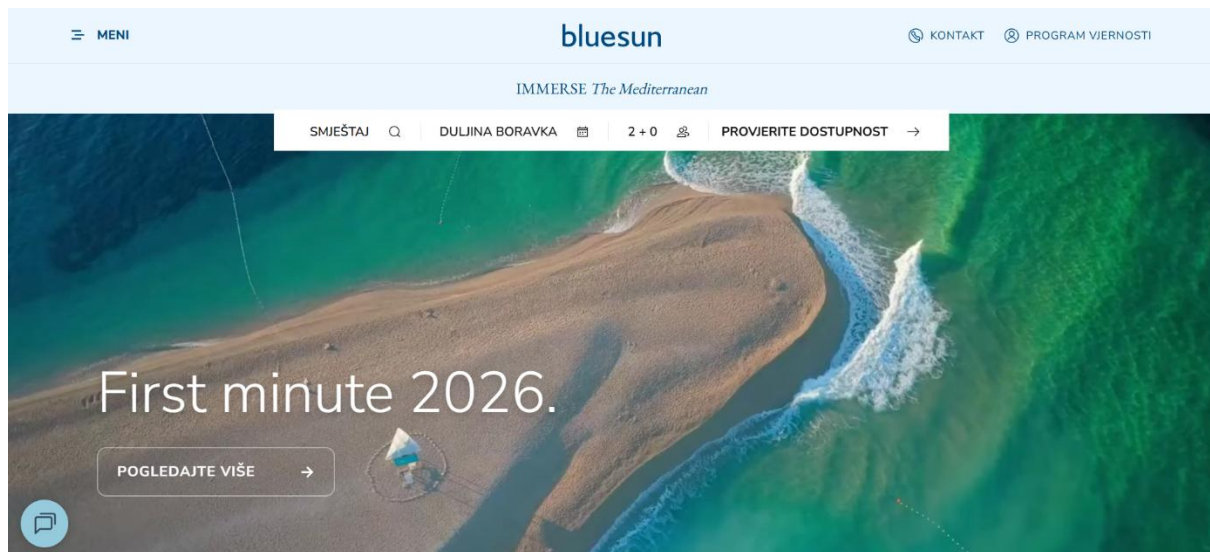 MENI
bluesun
KONTAKT
PROGRAM VJERNOSTI
IMMERSE The Mediterranean
SMJEŠTAJ
DULJINA BORAVKA
2 + 0
PROVJERITE DOSTUPNOST →
First minute 2026.
POGLEDAJTE VIŠE →